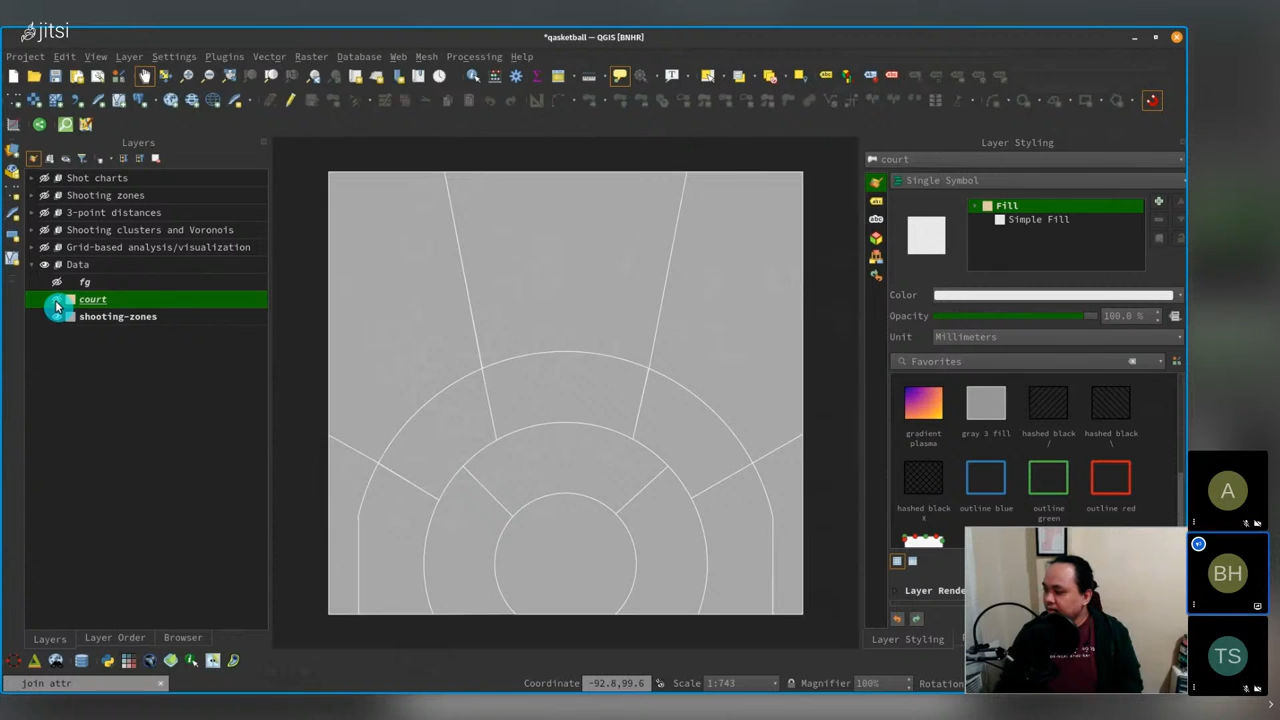 jitsi
*qasketball — QGIS [BNHR]
Project Edit View Layer Settings Plugins Vector Raster Database Web Mesh Processing Help
Layers
Shot charts
Shooting zones
3-point distances
Shooting clusters and Voronois
Grid-based analysis/visualization
Data
fg
court
shooting-zones
Layers Layer Order Browser
join attr
Layer Styling
court
Single Symbol
Fill
Simple Fill
Color
Opacity 100.0 %
Unit Millimeters
Favorites
gradient plasma
gray 3 fill
hashed black /
hashed black \
hashed black X
outline blue
outline green
outline red
Layer Rende
Layer Styling
Coordinate -92.8,99.6 Scale 1:743 Magnifier 100% Rotation
A
BH
TS